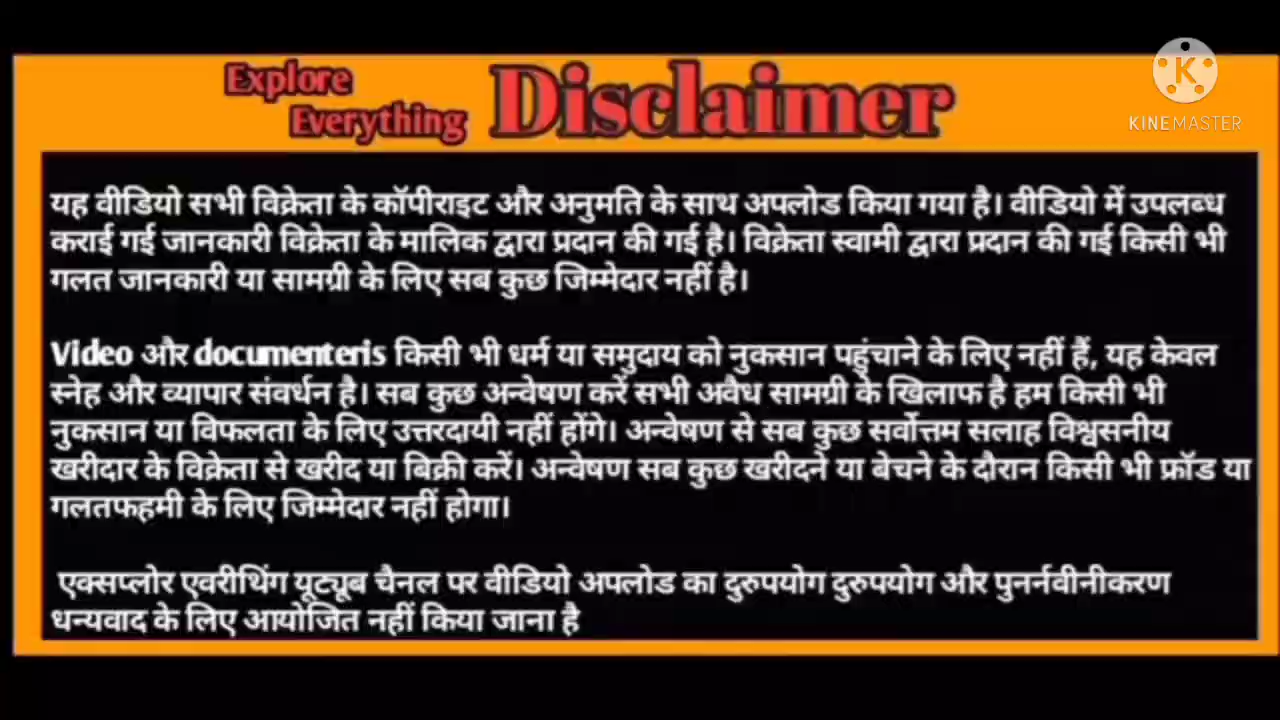 Explore
Everything
Disclaimer
KINEMASTER
यह वीडियो सभी विक्रेता के कॉपीराइट और अनुमति के साथ अपलोड किया गया है। वीडियो में उपलब्ध
कराई गई जानकारी विक्रेता के मालिक द्वारा प्रदान की गई है। विक्रेता स्वामी द्वारा प्रदान की गई किसी भी
गलत जानकारी या सामग्री के लिए सब कुछ जिम्मेदार नहीं है।
Video और documenteris किसी भी धर्म या समुदाय को नुकसान पहुंचाने के लिए नहीं हैं, यह केवल
स्नेह और व्यापार संवर्धन है। सब कुछ अन्वेषण करें सभी अवैध सामग्री के खिलाफ है हम किसी भी
नुकसान या विफलता के लिए उत्तरदायी नहीं होंगे। अन्वेषण से सब कुछ सर्वोत्तम सलाह विश्वसनीय
खरीदार के विक्रेता से खरीद या बिक्री करें। अन्वेषण सब कुछ खरीदने या बेचने के दौरान किसी भी फ्रॉड या
गलतफहमी के लिए जिम्मेदार नहीं होगा।
एक्सप्लोर एवरीथिंग यूट्यूब चैनल पर वीडियो अपलोड का दुरुपयोग दुरुपयोग और पुनर्नवीनीकरण
धन्यवाद के लिए आयोजित नहीं किया जाना है